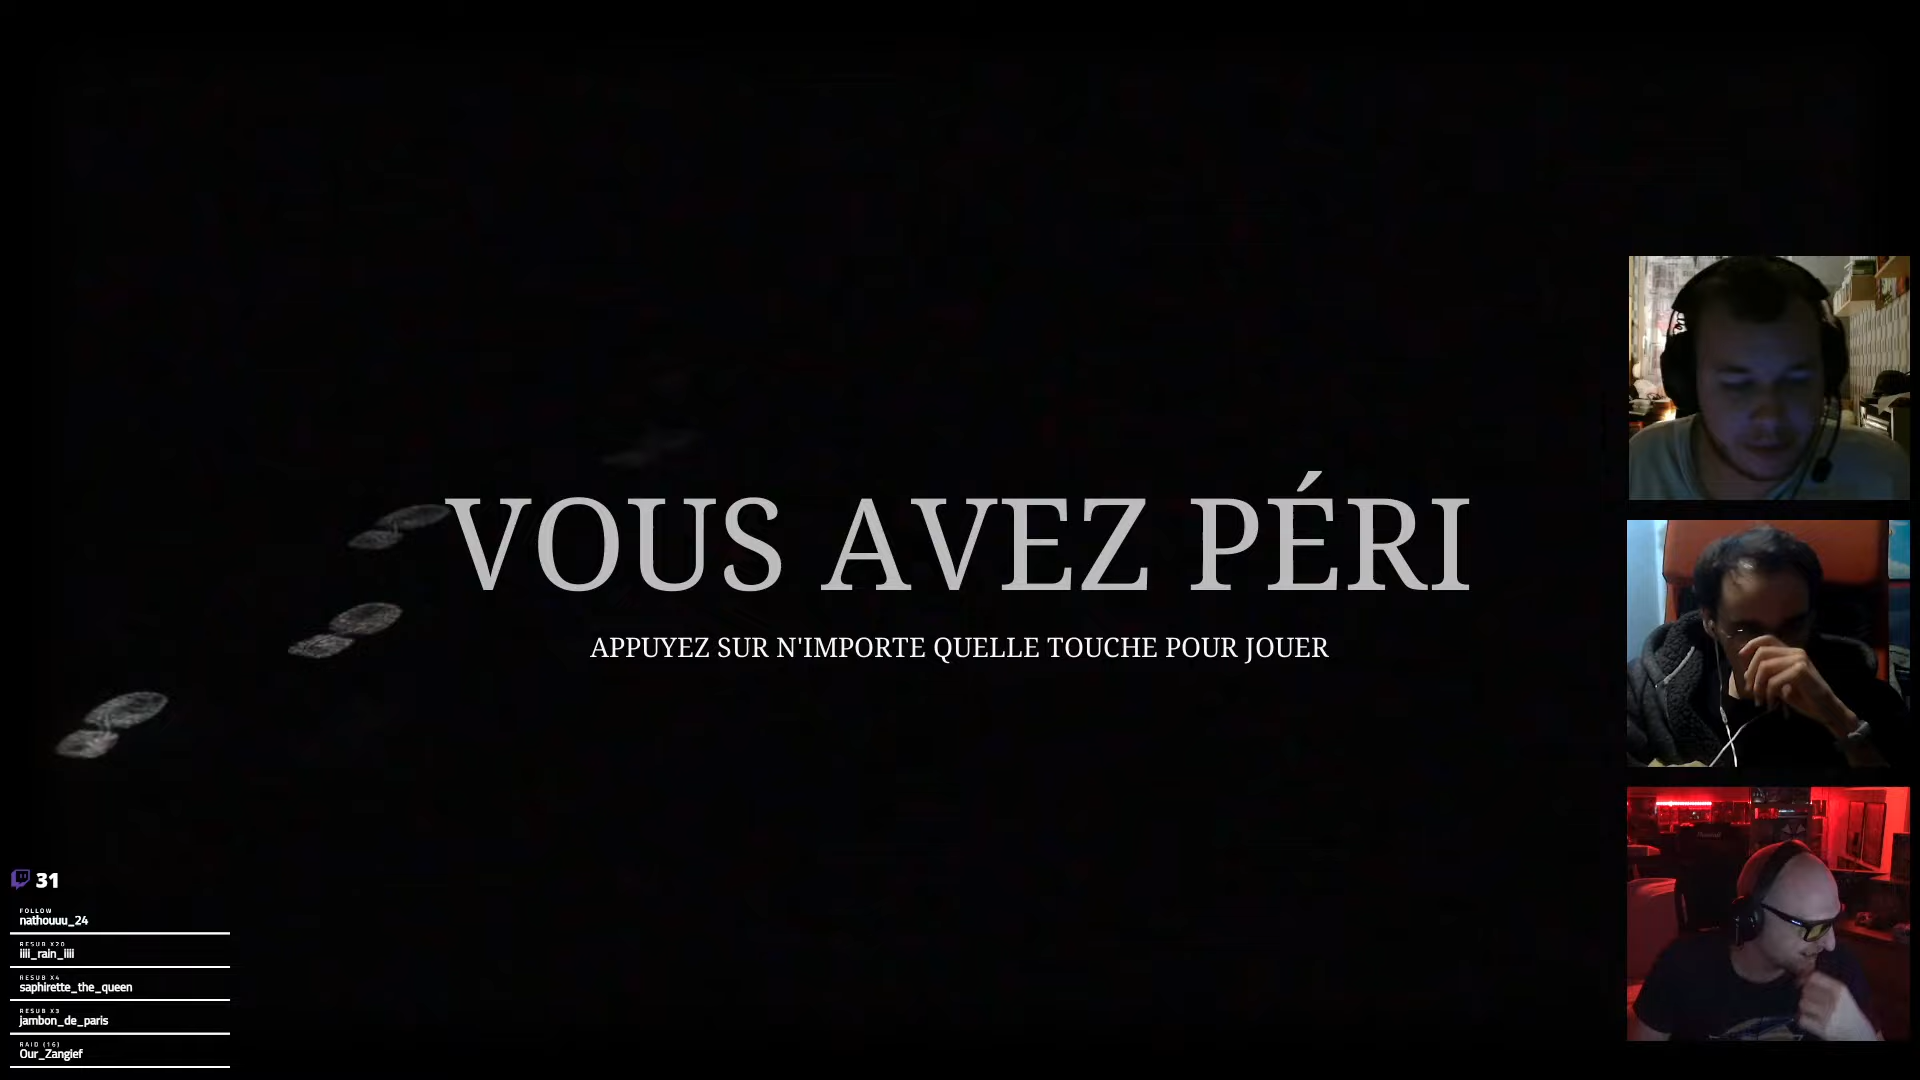 VOUS AVEZ PÉRI
APPUYEZ SUR N'IMPORTE QUELLE TOUCHE POUR JOUER
31
FOLLOW
nathouuu_24
RESUB X20
iiii_rain_iiii
RESUB X4
saphirette_the_queen
RESUB X3
jambon_de_paris
RAID (16)
Our_Zangief